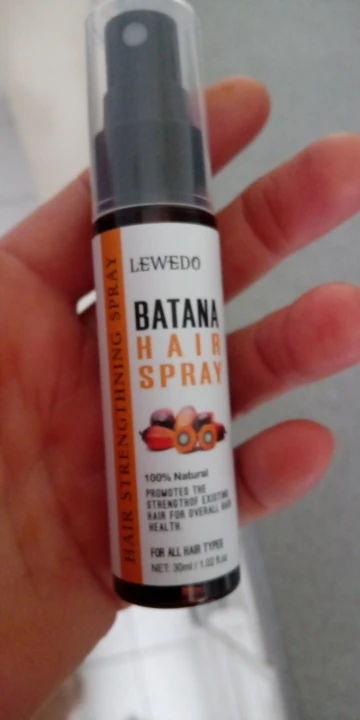 LEWEDO
BATANA
HAIR
SPRAY
HAIR STRENGTHNING SPRAY
100% Natural
PROMOTES THE
STRENGTHOF EXISTING
HAIR FOR OVERALL HAIR
HEALTH.
FOR ALL HAIR TYPES
NET: 30ml / 1.02 fl.oz